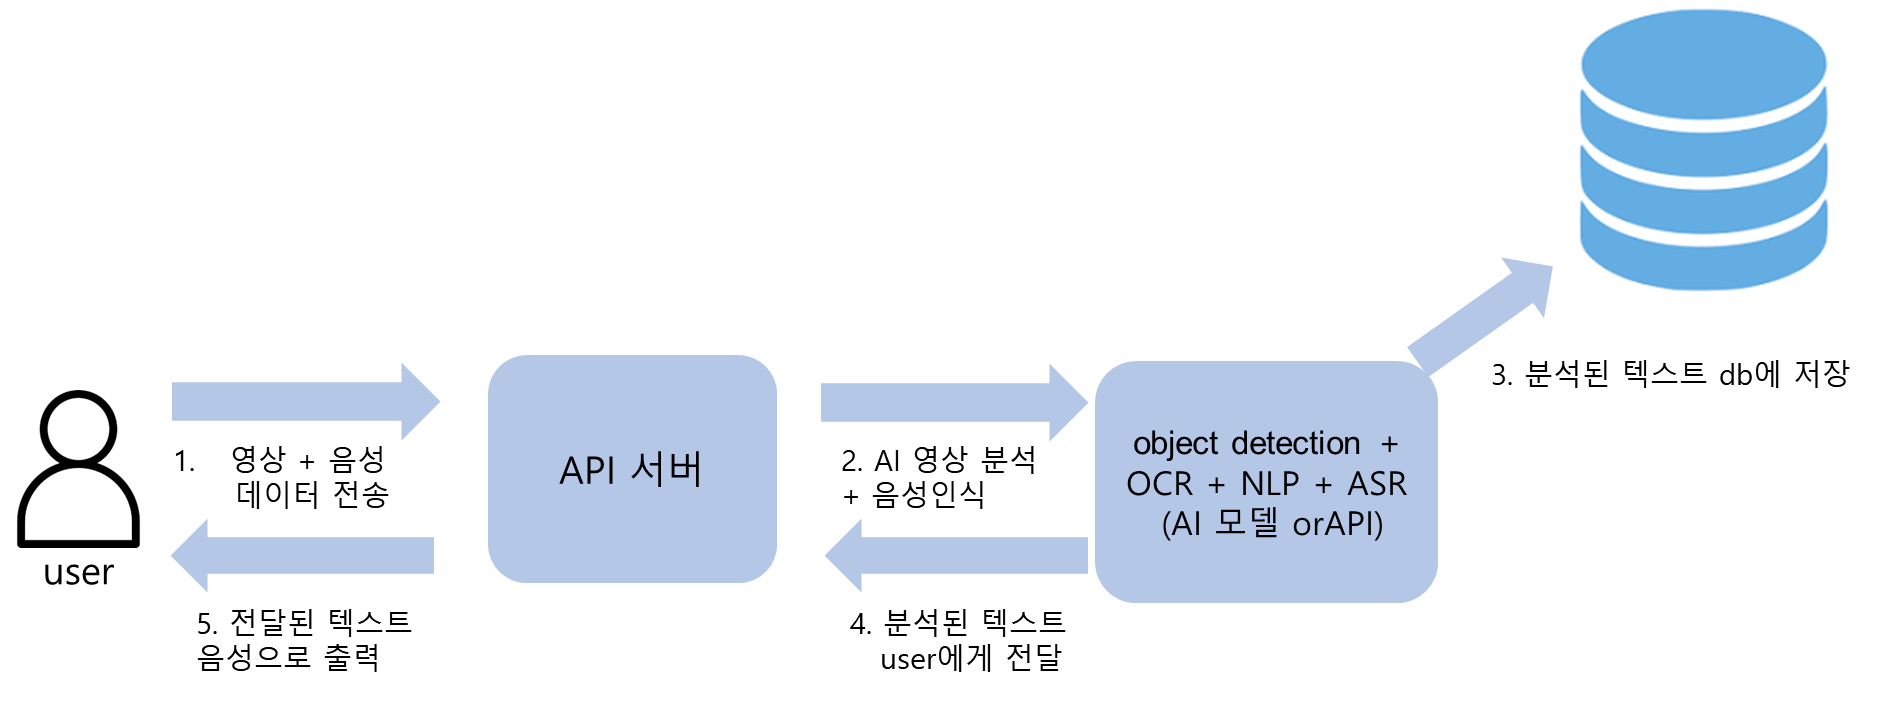 user
1. 영상 + 음성
데이터 전송
API 서버
2. AI 영상 분석
+ 음성인식
object detection +
OCR + NLP + ASR
(AI 모델 orAPI)
3. 분석된 텍스트 db에 저장
4. 분석된 텍스트
user에게 전달
5. 전달된 텍스트
음성으로 출력